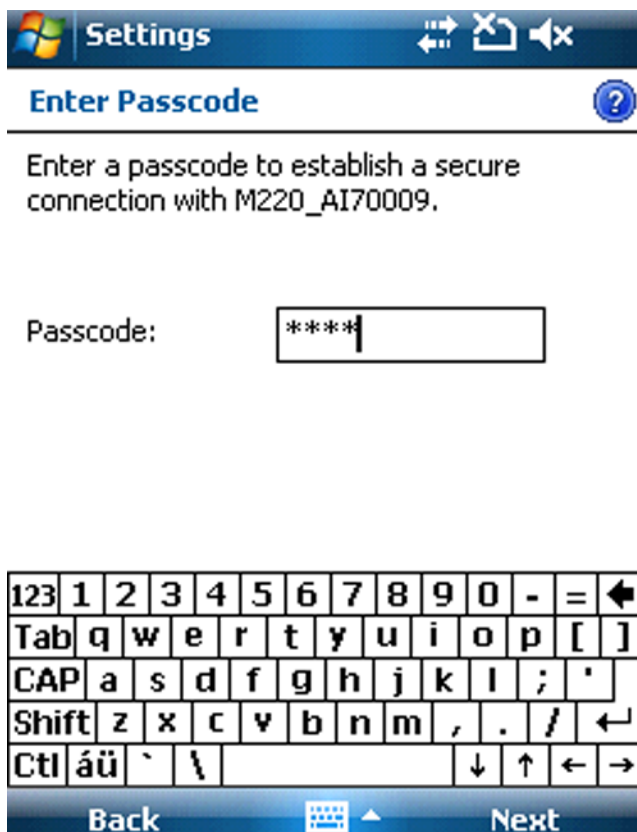 Settings
Enter Passcode
Enter a passcode to establish a secure
connection with M220_AI70009.
Passcode: ****
123 1 2 3 4 5 6 7 8 9 0 - =
Tab q w e r t y u i o p [ ]
CAP a s d f g h j k l ; '
Shift z x c v b n m , . /
Ctl áü ` \ ↓ ↑ ← →
Back Next